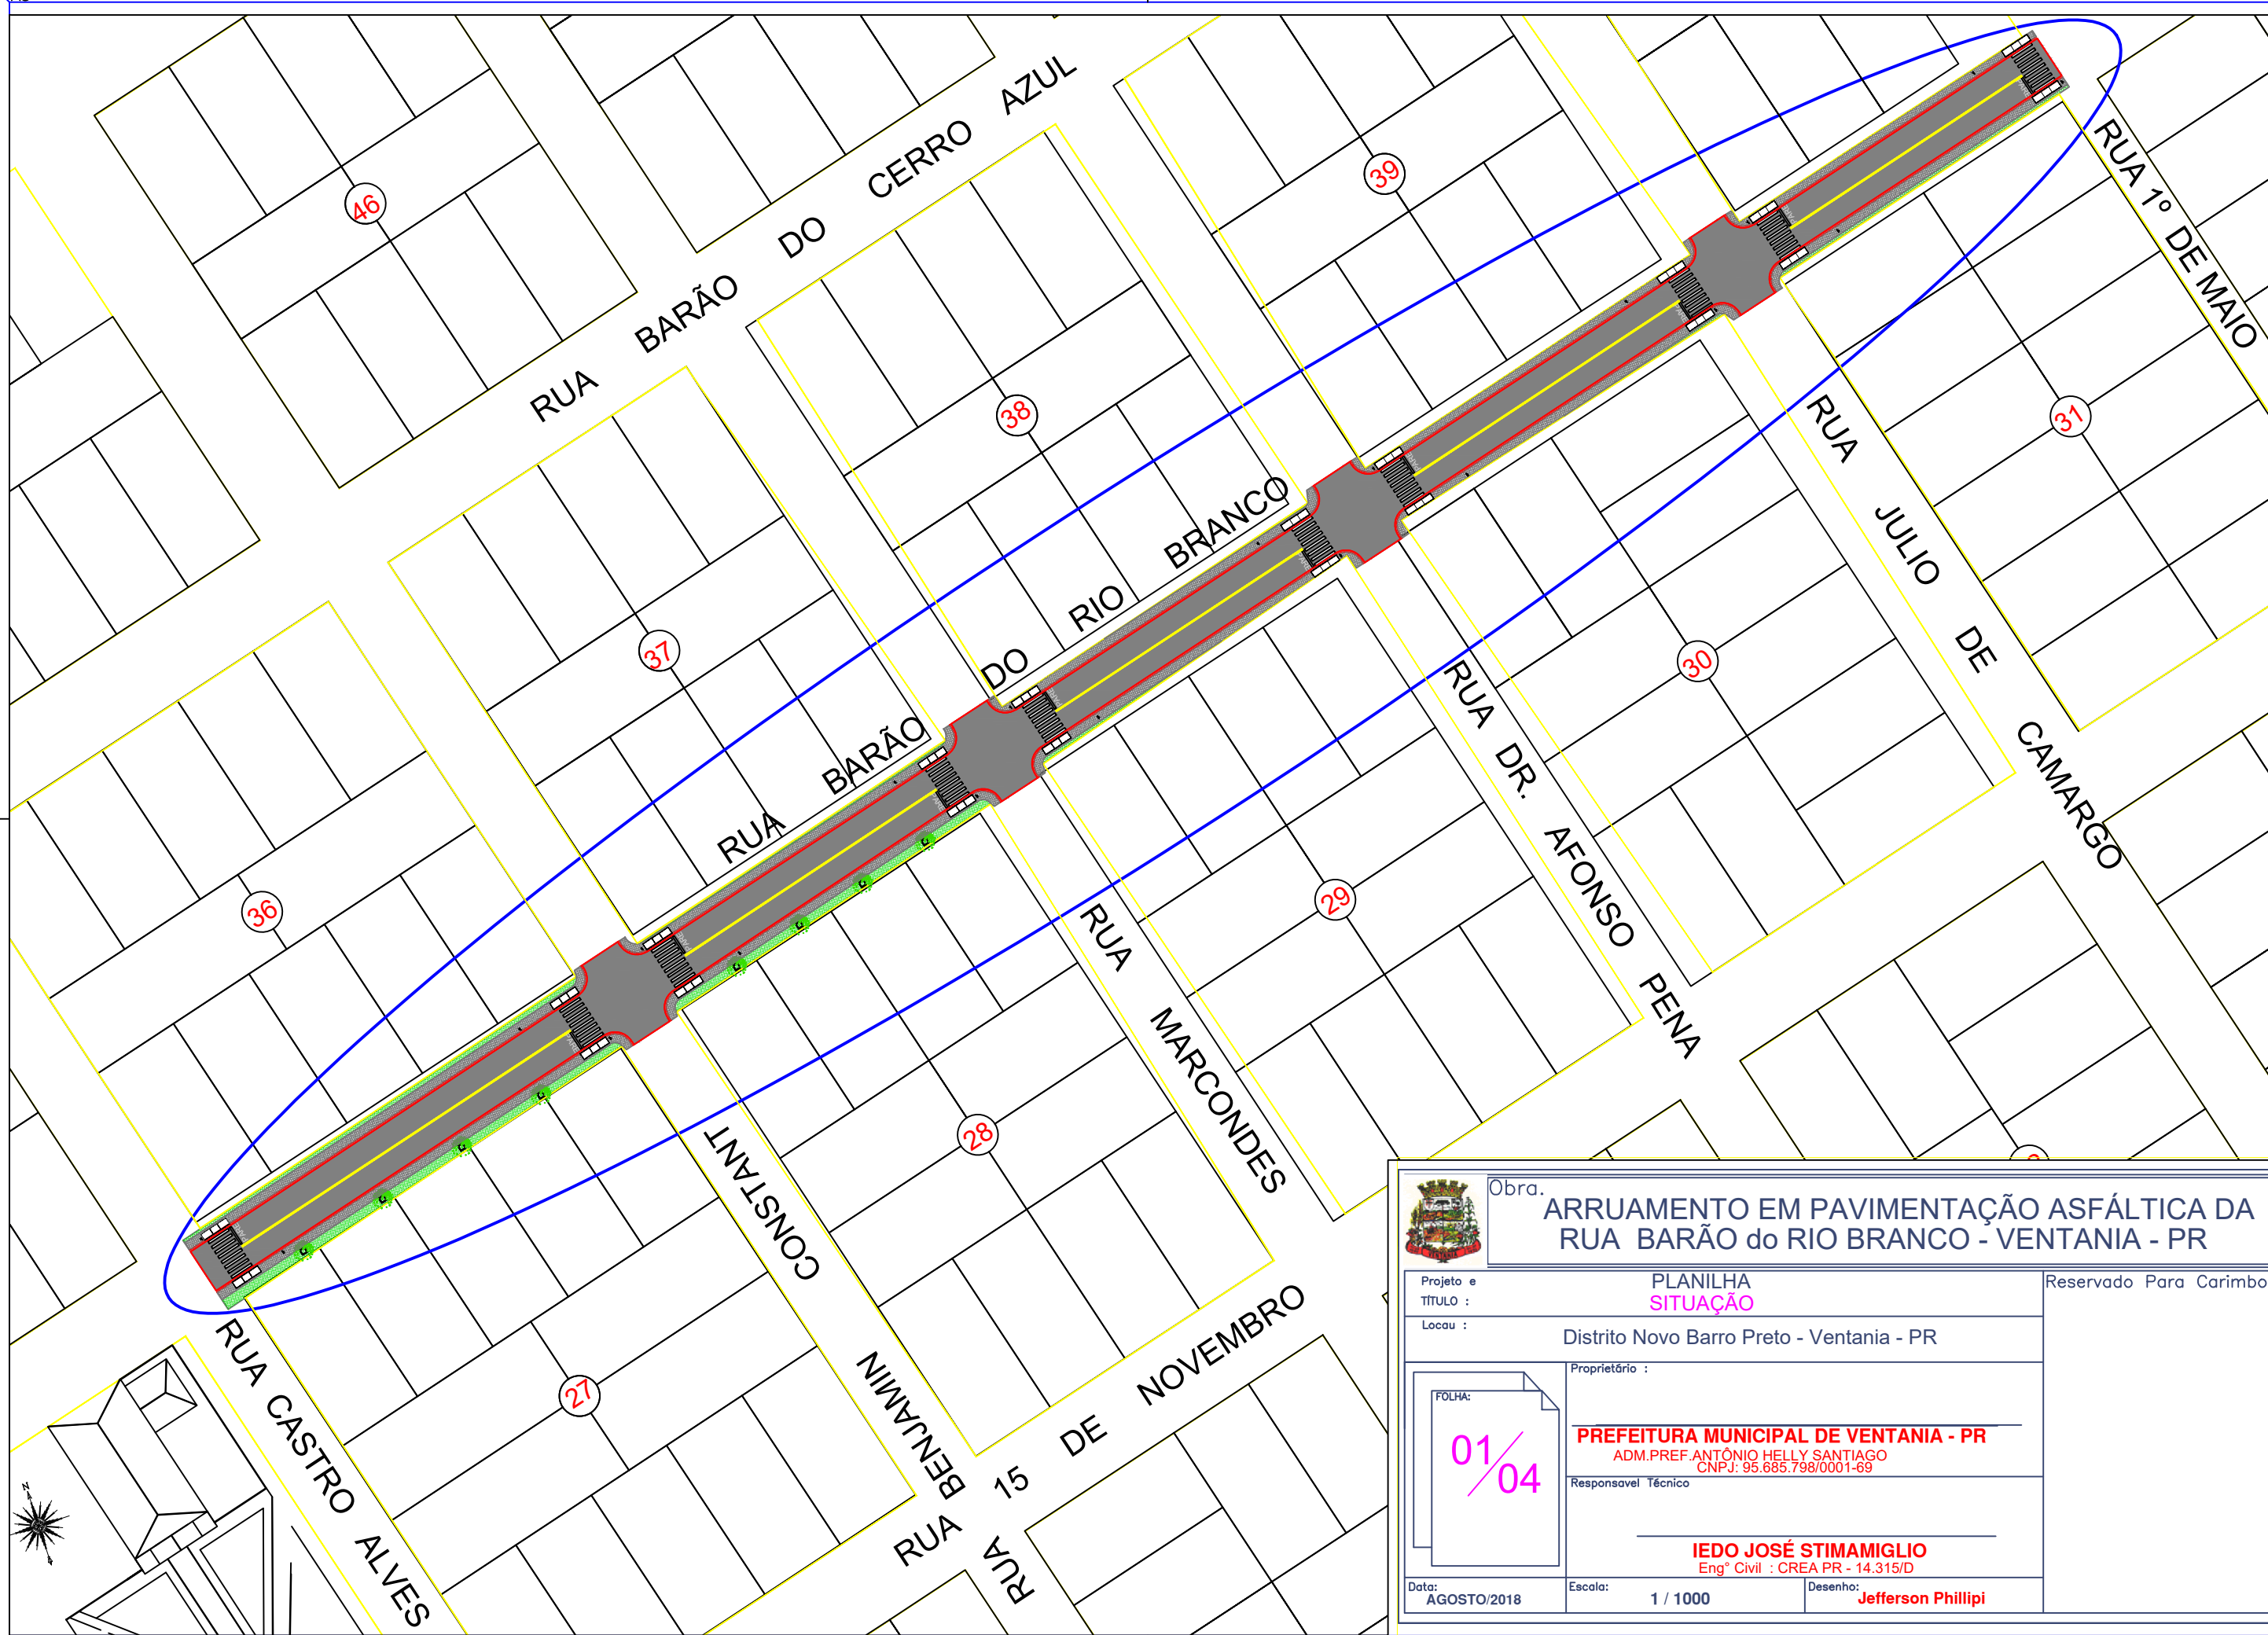 RUA BARÃO DO CERRO AZUL
RUA BARÃO DO RIO BRANCO
RUA 1º DE MAIO
RUA JULIO DE CAMARGO
RUA DR. AFONSO PENA
RUA MARCONDES
RUA BENJAMIN CONSTANT
RUA CASTRO ALVES
RUA 15 DE NOVEMBRO
46
39
38
31
37
30
36
29
28
27
N
Obra.
ARRUAMENTO EM PAVIMENTAÇÃO ASFÁLTICA DA
RUA BARÃO do RIO BRANCO - VENTANIA - PR
Projeto e
TÍTULO :
PLANILHA
SITUAÇÃO
Reservado Para Carimbo
Locau :
Distrito Novo Barro Preto - Ventania - PR
FOLHA:
01/04
Proprietário :
PREFEITURA MUNICIPAL DE VENTANIA - PR
ADM.PREF.ANTÔNIO HELLY SANTIAGO
CNPJ: 95.685.798/0001-69
Responsavel Técnico
IEDO JOSÉ STIMAMIGLIO
Eng° Civil : CREA PR - 14.315/D
Data:
AGOSTO/2018
Escala:
1 / 1000
Desenho:
Jefferson Phillipi